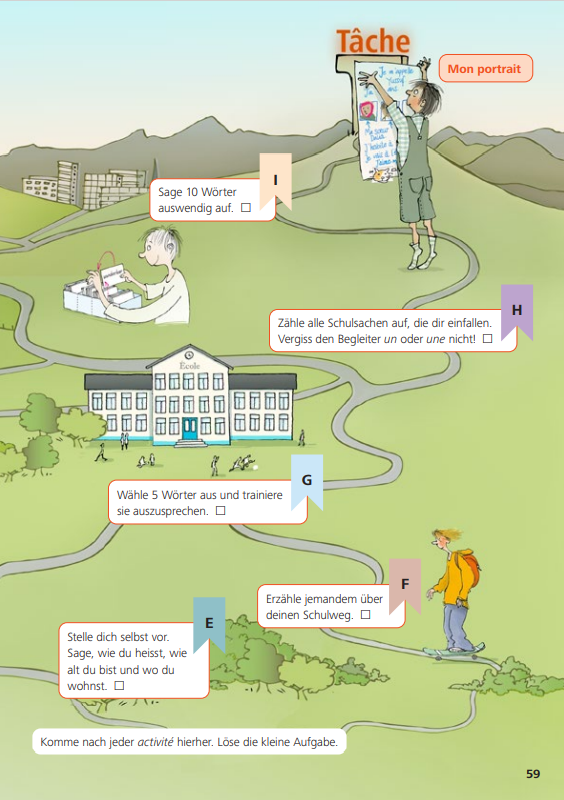 Tâche
Mon portrait
Je m'appelle
I
Sage 10 Wörter
auswendig auf. ☐
H
Zähle alle Schulsachen auf, die dir einfallen.
Vergiss den Begleiter un oder une nicht! ☐
École
G
Wähle 5 Wörter aus und trainiere
sie auszusprechen. ☐
F
Erzähle jemandem über
deinen Schulweg. ☐
E
Stelle dich selbst vor.
Sage, wie du heisst, wie
alt du bist und wo du
wohnst. ☐
Komme nach jeder activité hierher. Löse die kleine Aufgabe.
59